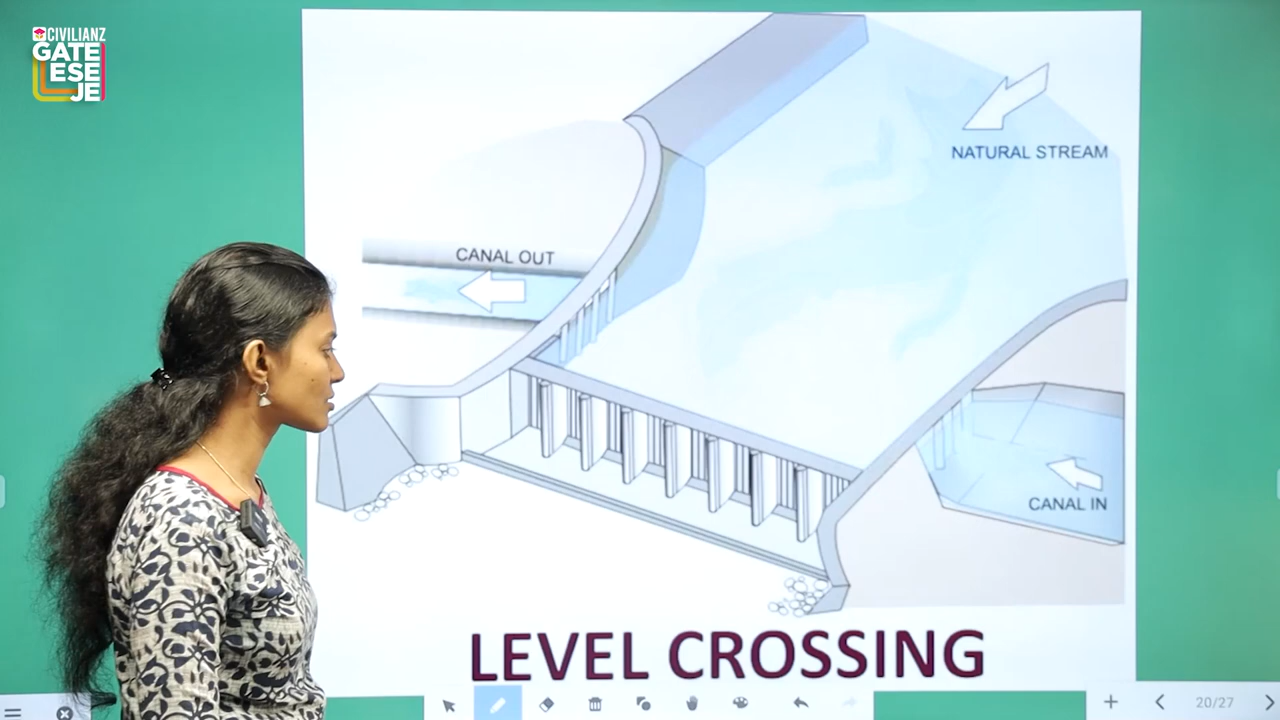 CIVILIANZ
GATE
ESE
JE
NATURAL STREAM
CANAL OUT
CANAL IN
LEVEL CROSSING
20/27